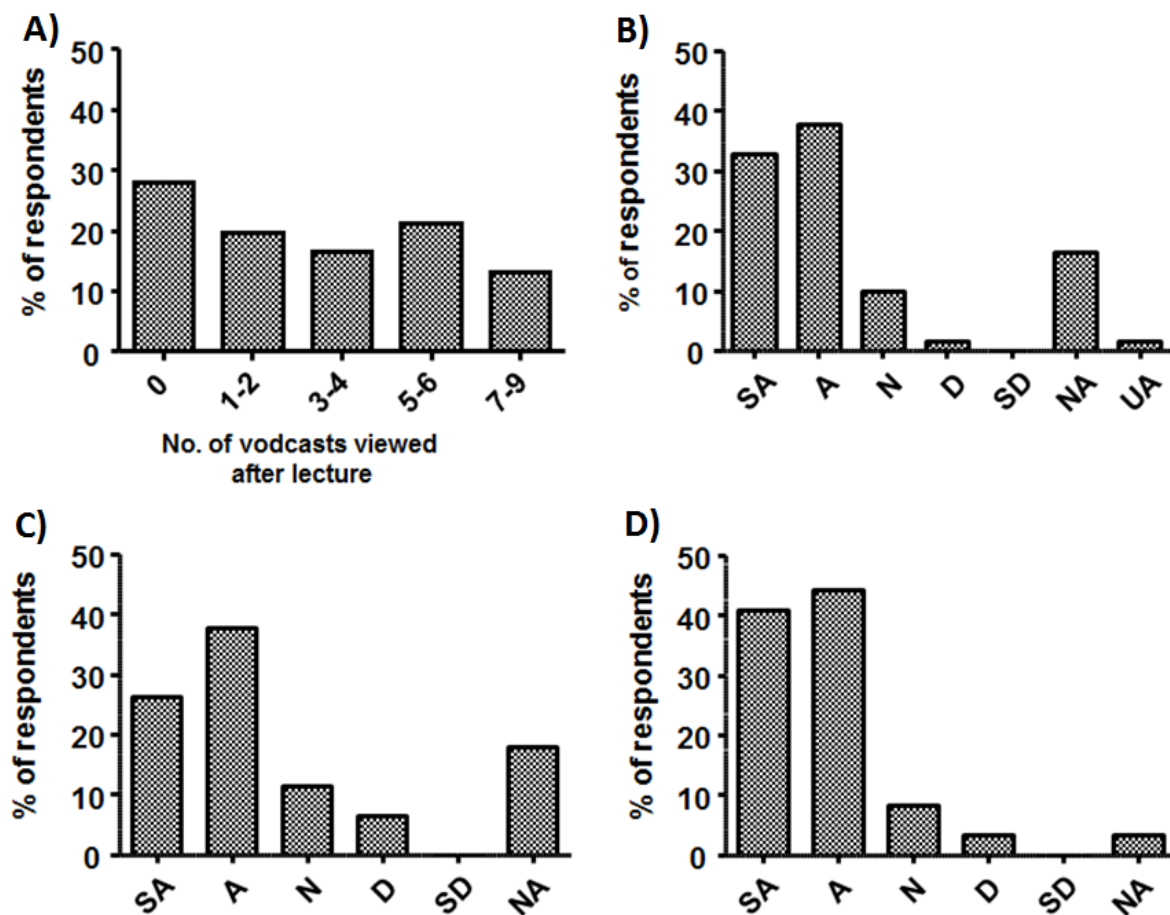 A)
% of respondents
50
40
30
20
10
0
0
1-2
3-4
5-6
7-9
No. of vodcasts viewed
after lecture
B)
% of respondents
50
40
30
20
10
0
SA
A
N
D
SD
NA
UA
C)
% of respondents
50
40
30
20
10
0
SA
A
N
D
SD
NA
D)
% of respondents
50
40
30
20
10
0
SA
A
N
D
SD
NA